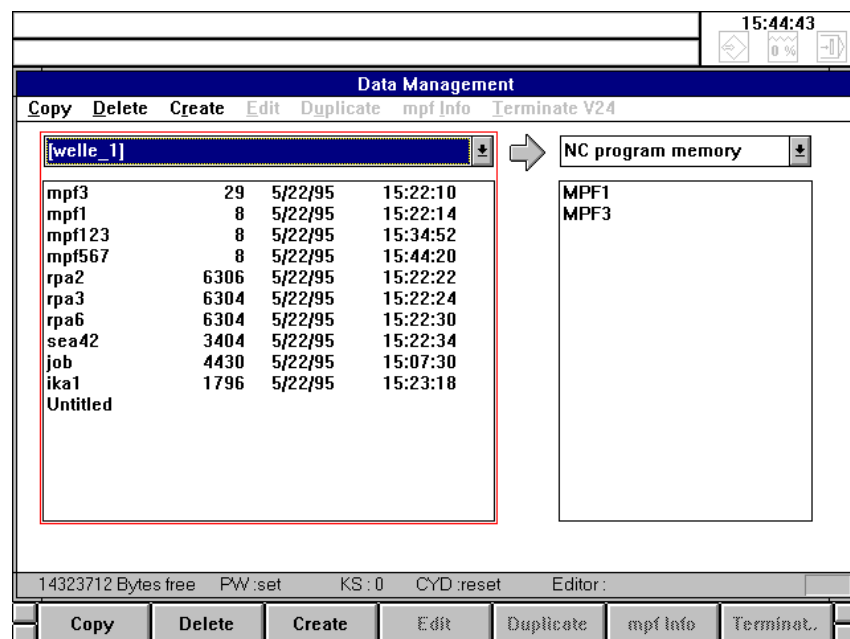 15:44:43
0 %
Data Management
Copy Delete Create Edit Duplicate mpf Info Terminate V24
[welle_1] NC program memory
mpf3 29 5/22/95 15:22:10 MPF1
mpf1 8 5/22/95 15:22:14 MPF3
mpf123 8 5/22/95 15:34:52
mpf567 8 5/22/95 15:44:20
rpa2 6306 5/22/95 15:22:22
rpa3 6304 5/22/95 15:22:24
rpa6 6304 5/22/95 15:22:30
sea42 3404 5/22/95 15:22:34
job 4430 5/22/95 15:07:30
ika1 1796 5/22/95 15:23:18
Untitled
14323712 Bytes free PW :set KS : 0 CYD :reset Editor :
Copy Delete Create Edit Duplicate mpf Info Terminat..